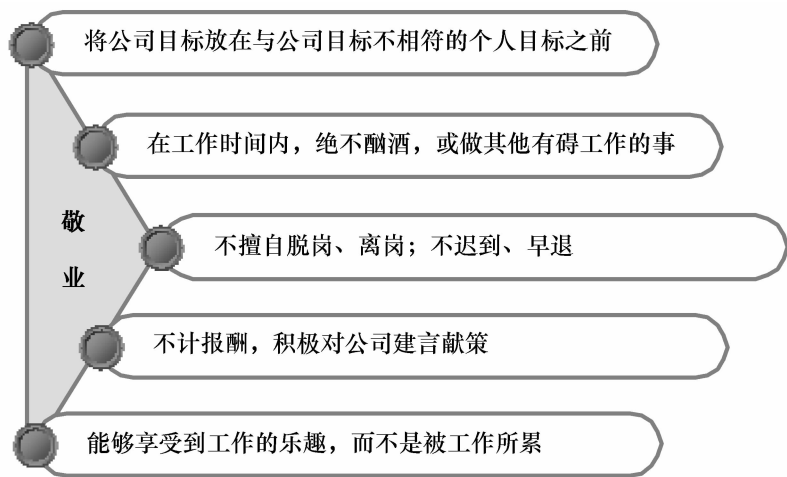 将公司目标放在与公司目标不相符的个人目标之前
在工作时间内，绝不酗酒，或做其他有碍工作的事
敬业
不擅自脱岗、离岗；不迟到、早退
不计报酬，积极对公司建言献策
能够享受到工作的乐趣，而不是被工作所累